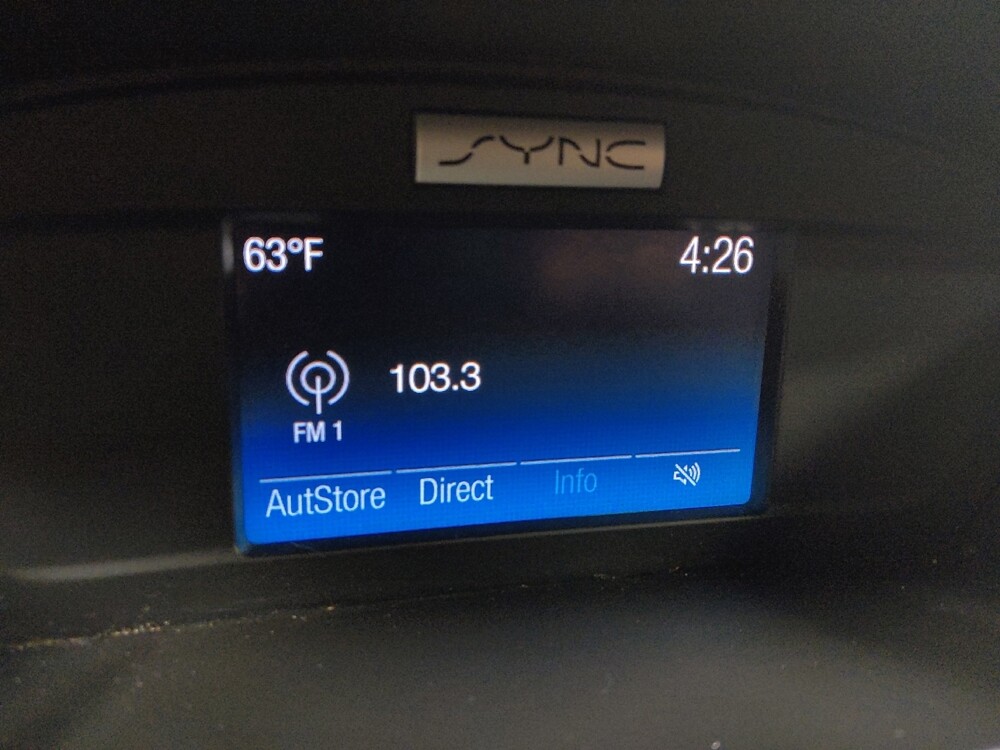 SYNC
63°F 4:26
103.3
FM 1
AutStore Direct Info